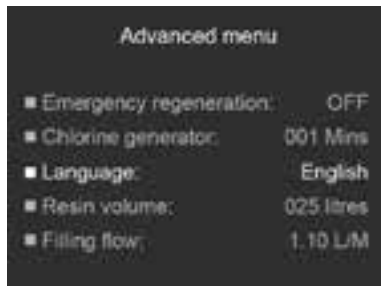 Advanced menu
Emergency regeneration: OFF
Chlorine generator: 001 Mins
Language: English
Resin volume: 025 litres
Filling flow: 1.10 L/M